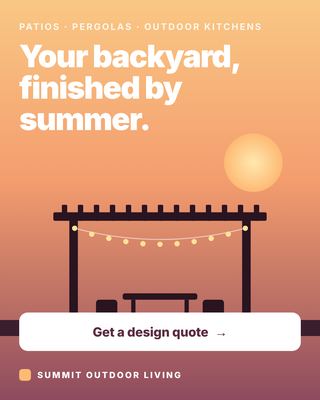 PATIOS · PERGOLAS · OUTDOOR KITCHENS
Your backyard,
finished by
summer.
Get a design quote →
SUMMIT OUTDOOR LIVING